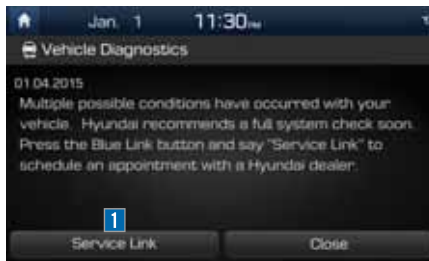 Jan. 1 11:30
Vehicle Diagnostics
01.04.2015
Multiple possible conditions have occurred with your
vehicle. Hyundai recommends a full system check soon.
Press the Blue Link button and say "Service Link" to
schedule an appointment with a Hyundai dealer.
1
Service Link Close